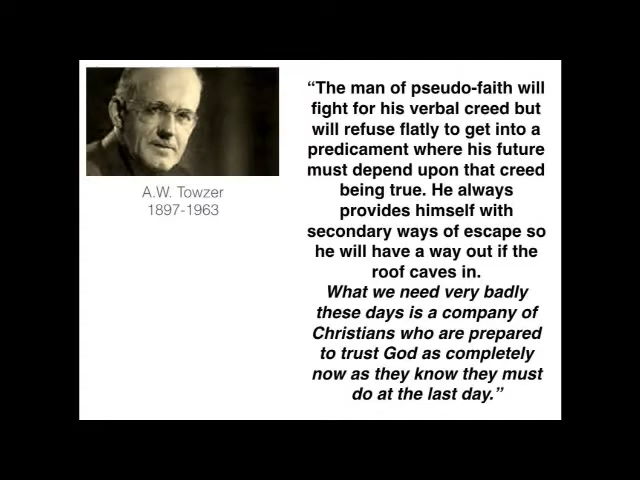 A.W. Towzer
1897-1963
“The man of pseudo-faith will
fight for his verbal creed but
will refuse flatly to get into a
predicament where his future
must depend upon that creed
being true. He always
provides himself with
secondary ways of escape so
he will have a way out if the
roof caves in.
What we need very badly
these days is a company of
Christians who are prepared
to trust God as completely
now as they know they must
do at the last day.”